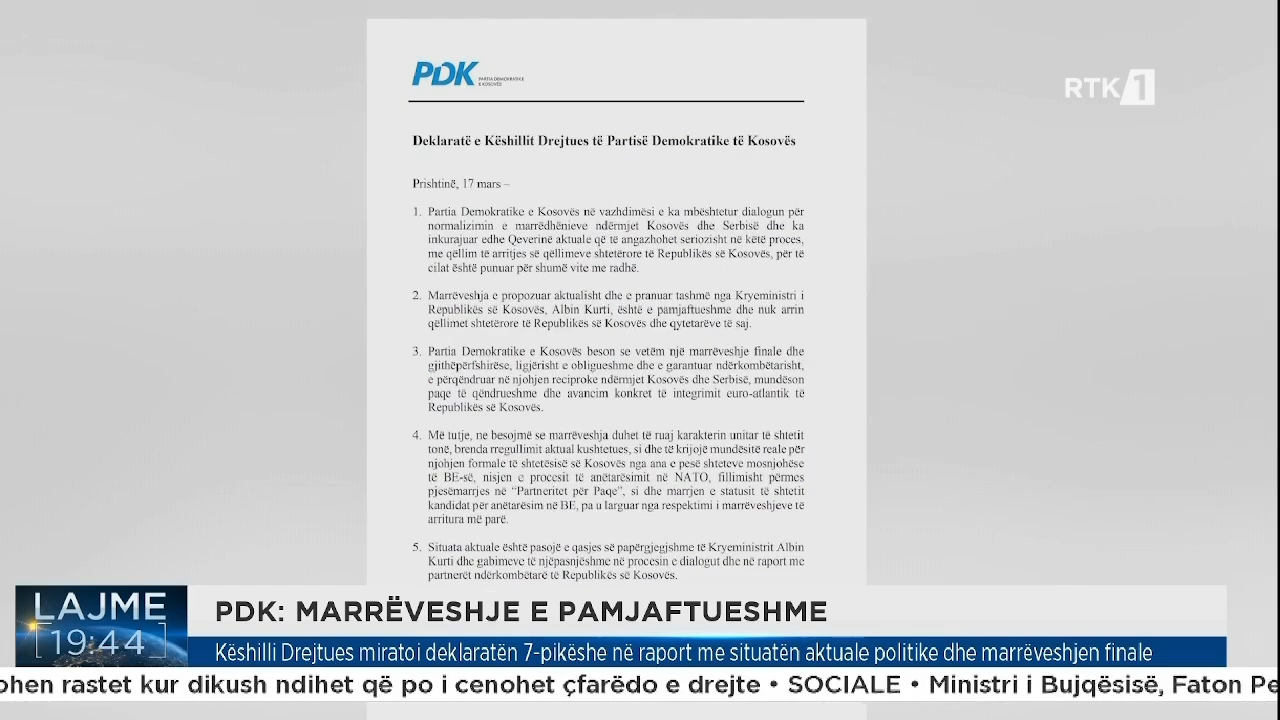 PDK PARTIA DEMOKRATIKE
E KOSOVËS
RTK 1
Deklaratë e Këshillit Drejtues të Partisë Demokratike të Kosovës
Prishtinë, 17 mars –
1. Partia Demokratike e Kosovës në vazhdimësi e ka mbështetur dialogun për
normalizimin e marrëdhënieve ndërmjet Kosovës dhe Serbisë dhe ka
inkurajuar edhe Qeverinë aktuale që të angazhohet seriozisht në këtë proces,
me qëllim të arritjes së qëllimeve shtetërore të Republikës së Kosovës, për të
cilat është punuar për shumë vite me radhë.
2. Marrëveshja e propozuar aktualisht dhe e pranuar tashmë nga Kryeministri i
Republikës së Kosovës, Albin Kurti, është e pamjaftueshme dhe nuk arrin
qëllimet shtetërore të Republikës së Kosovës dhe qytetarëve të saj.
3. Partia Demokratike e Kosovës beson se vetëm një marrëveshje finale dhe
gjithëpërfshirëse, ligjërisht e obligueshme dhe e garantuar ndërkombëtarisht,
e përqëndruar në njohjen reciproke ndërmjet Kosovës dhe Serbisë, mundëson
paqe të qëndrueshme dhe avancim konkret të integrimit euro-atlantik të
Republikës së Kosovës.
4. Më tutje, ne besojmë se marrëveshja duhet të ruaj karakterin unitar të shtetit
tonë, brenda rregullimit aktual kushtetues, si dhe të krijojë mundësitë reale për
njohjen formale të shtetësisë së Kosovës nga ana e pesë shteteve mosnjohëse
të BE-së, nisjen e procesit të anëtarësimit në NATO, fillimisht përmes
pjesëmarrjes në “Partneritet për Paqe”, si dhe marrjen e statusit të shtetit
kandidat për anëtarësim në BE, pa u larguar nga respektimi i marrëveshjeve të
arritura më parë.
5. Situata aktuale është pasojë e qasjes së papërgjegjshme të Kryeministrit Albin
Kurti dhe gabimeve të njëpasnjëshme në procesin e dialogut dhe në raport me
partnerët ndërkombëtarë të Republikës së Kosovës.
LAJME
19:44
PDK: MARRËVESHJE E PAMJAFTUESHME
Këshilli Drejtues miratoi deklaratën 7-pikëshe në raport me situatën aktuale politike dhe marrëveshjen finale
ohen rastet kur dikush ndihet që po i cenohet çfarëdo e drejte • SOCIALE • Ministri i Bujqësisë, Faton Pe